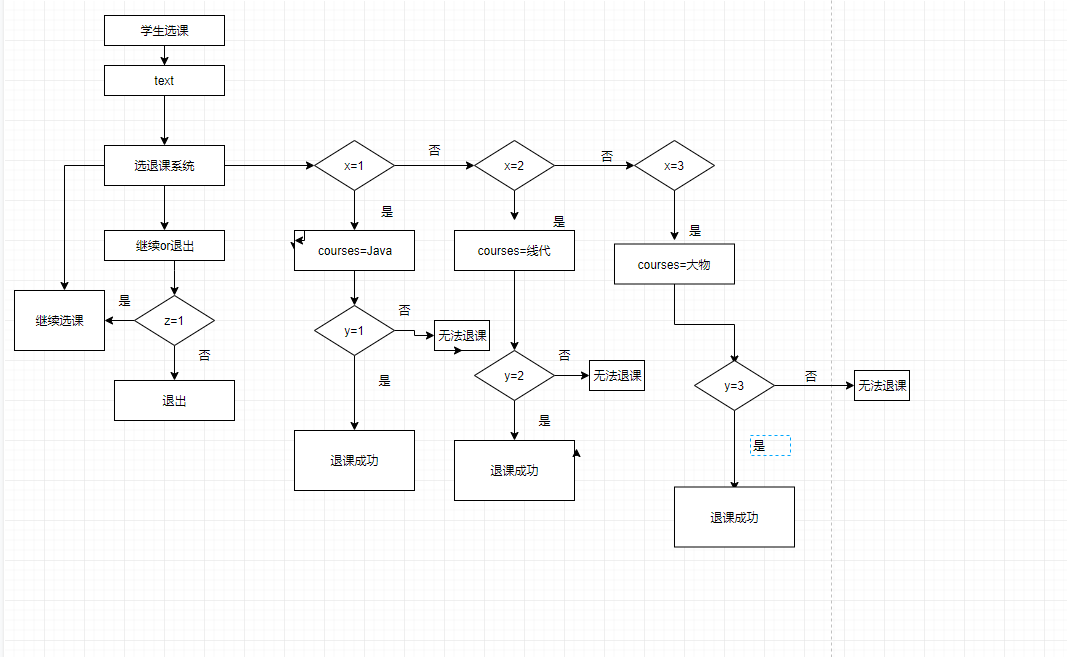 学生选课
text
选退课系统
x=1
否
x=2
否
x=3
是
是
是
继续or退出
courses=Java
courses=线代
courses=大物
继续选课
是
z=1
否
退出
y=1
否
无法退课
是
退课成功
y=2
否
无法退课
是
退课成功
y=3
否
无法退课
是
退课成功